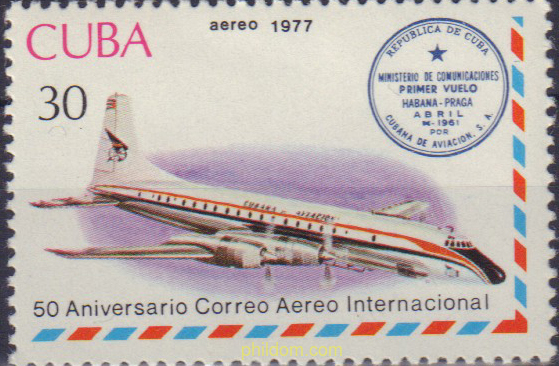 CUBA
aereo 1977
30
REPUBLICA DE CUBA
MINISTERIO DE COMUNICACIONES
PRIMER VUELO
HABANA-PRAGA
ABRIL
1961
POR
CUBANA DE AVIACION, S.A.
CUBANA DE AVIACION
50 Aniversario Correo Aereo Internacional
phildom.com